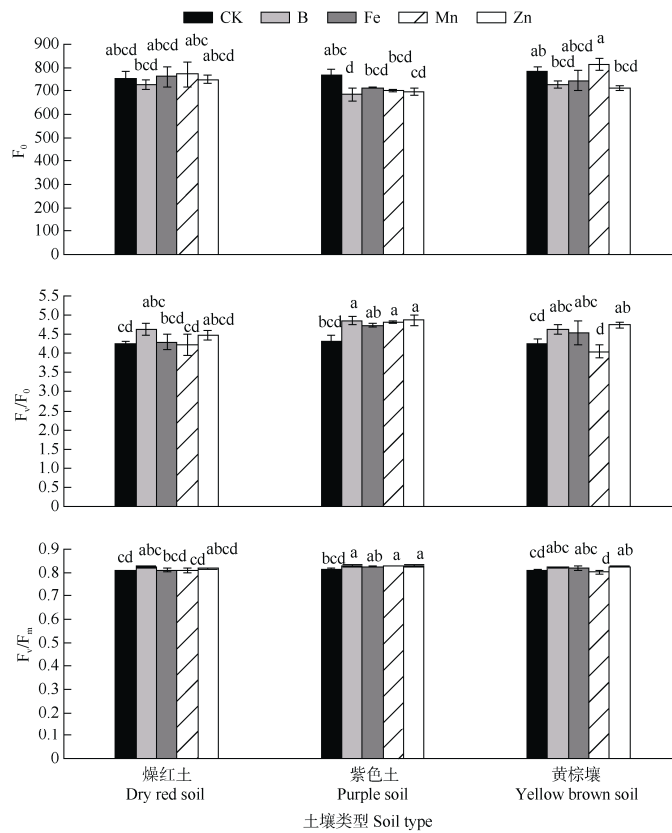 CK B Fe Mn Zn
900
800
700
600
500
400
300
200
100
0
F0
abcd bcd abcd abc abcd
abc d bcd bcd cd
ab bcd abcd a bcd
5.5
5.0
4.5
4.0
3.5
3.0
2.5
2.0
1.5
1.0
0.5
0
Fv/F0
cd abc bcd cd abcd
bcd a ab a a
cd abc abc d ab
0.9
0.8
0.7
0.6
0.5
0.4
0.3
0.2
0.1
0
Fv/Fm
cd abc bcd cd abcd
bcd a ab a a
cd abc abc d ab
燥红土 紫色土 黄棕壤
Dry red soil Purple soil Yellow brown soil
土壤类型 Soil type